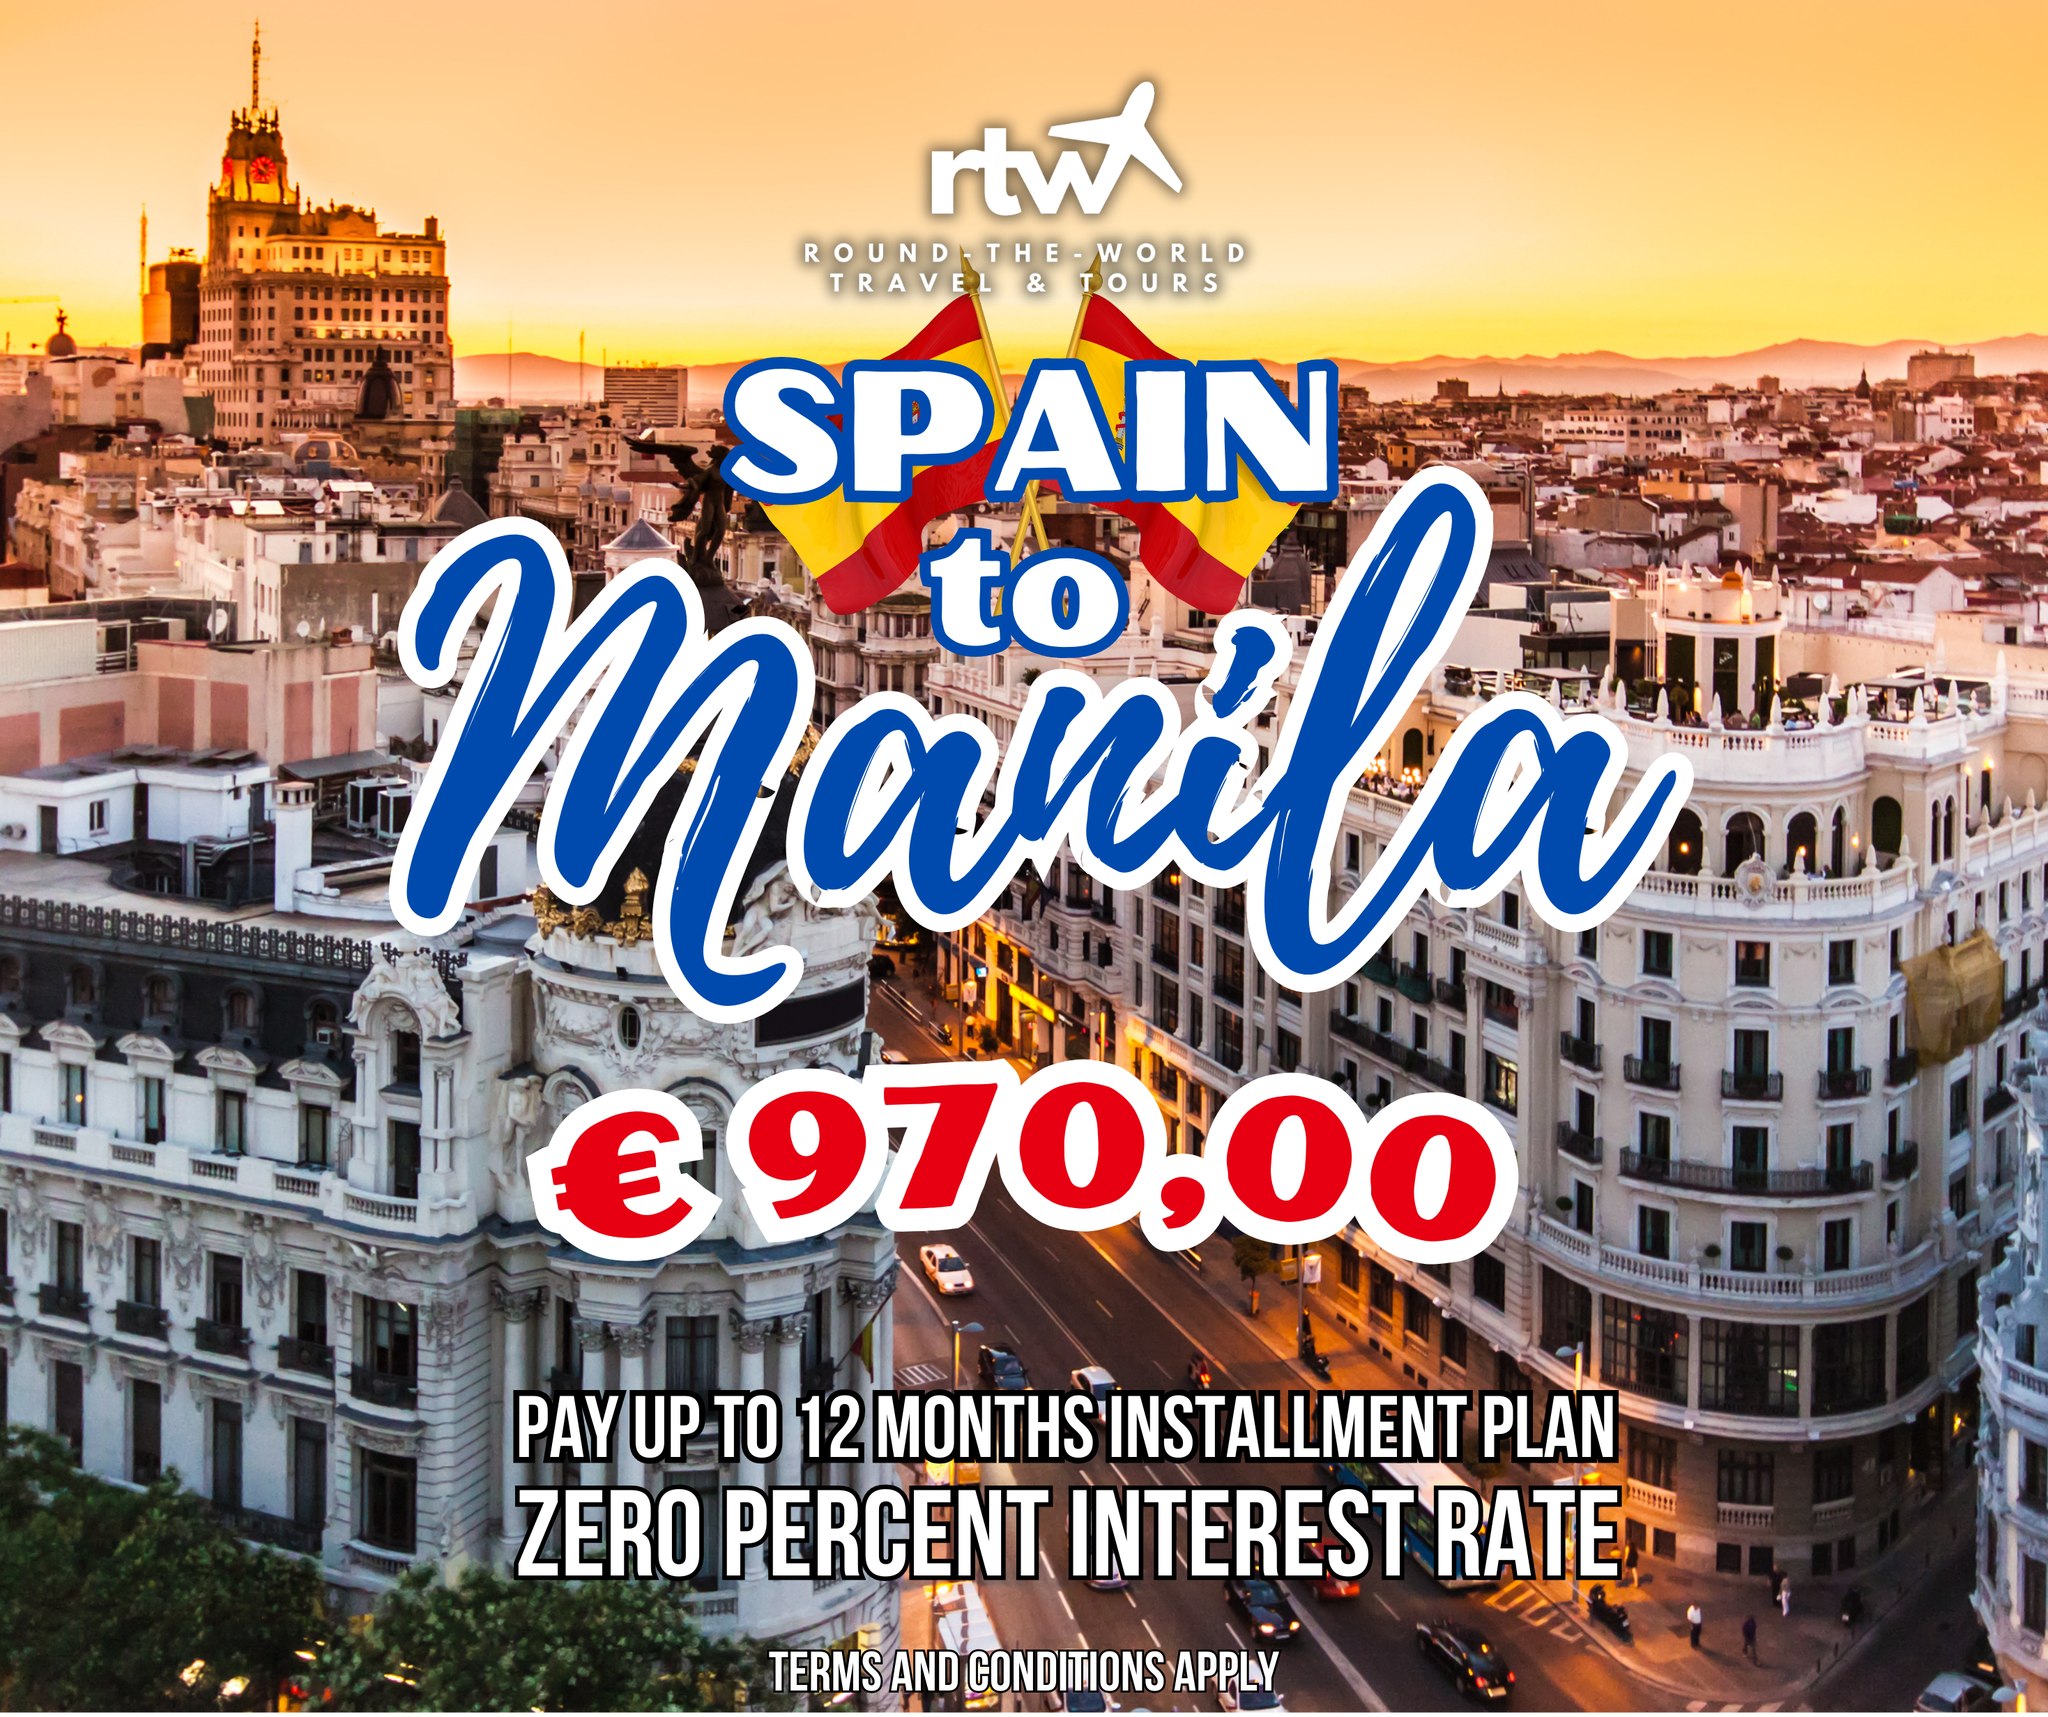 rtw
ROUND-THE-WORLD
TRAVEL & TOURS
SPAIN
to
Manila
€ 970,00
PAY UP TO 12 MONTHS INSTALLMENT PLAN
ZERO PERCENT INTEREST RATE
TERMS AND CONDITIONS APPLY